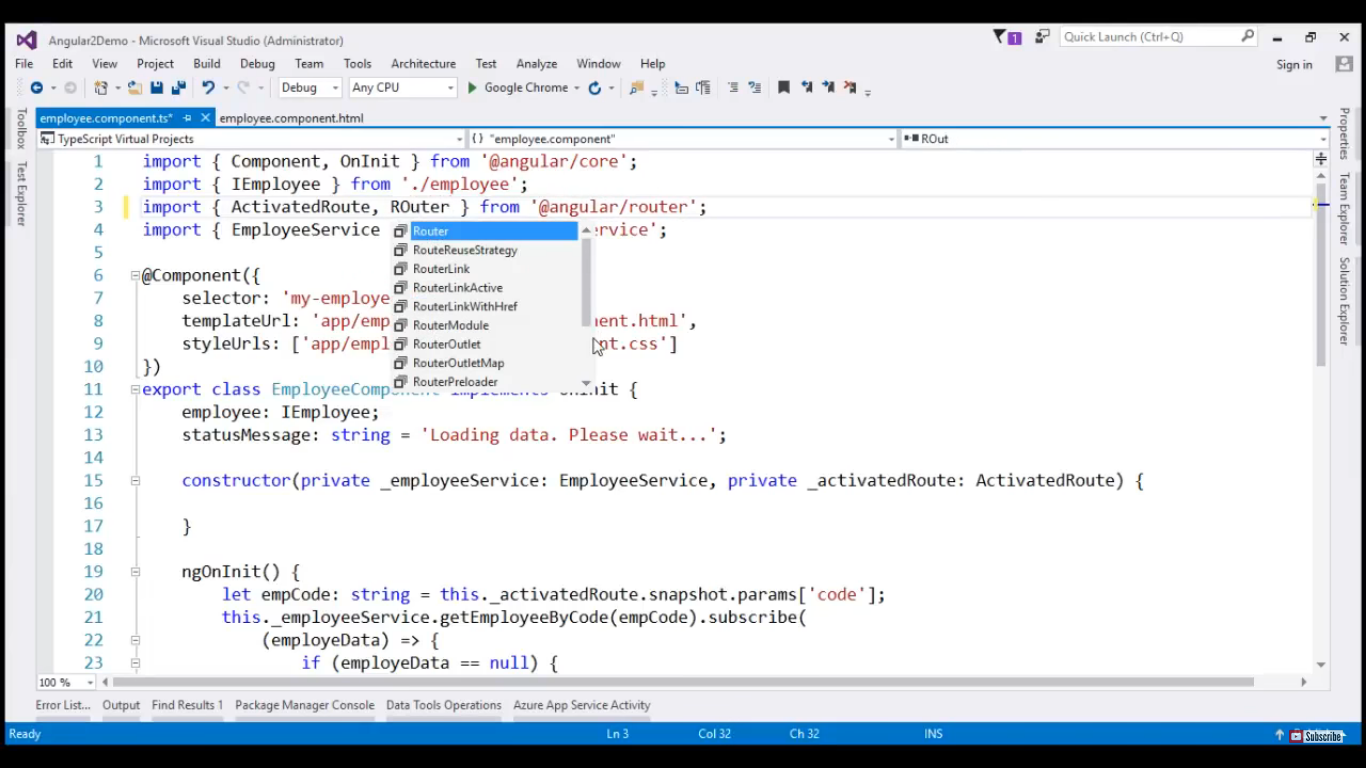 Angular2Demo - Microsoft Visual Studio (Administrator)
1
Quick Launch (Ctrl+Q)
File Edit View Project Build Debug Team Tools Architecture Test Analyze Window Help
Sign in
Debug Any CPU Google Chrome
employee.component.ts* employee.component.html
TypeScript Virtual Projects {} "employee.component" ROut
Toolbox
Test Explorer
Properties
Team Explorer
Solution Explorer
1 import { Component, OnInit } from '@angular/core';
2 import { IEmployee } from './employee';
3 import { ActivatedRoute, ROuter } from '@angular/router';
4 import { EmployeeService ervice';
5
6 @Component({
7 selector: 'my-employe
8 templateUrl: 'app/emp ent.html',
9 styleUrls: ['app/empl nt.css']
10 })
11 export class EmployeeComponent implements OnInit {
12 employee: IEmployee;
13 statusMessage: string = 'Loading data. Please wait...';
14
15 constructor(private _employeeService: EmployeeService, private _activatedRoute: ActivatedRoute) {
16
17 }
18
19 ngOnInit() {
20 let empCode: string = this._activatedRoute.snapshot.params['code'];
21 this._employeeService.getEmployeeByCode(empCode).subscribe(
22 (employeData) => {
23 if (employeData == null) {
Router
RouteReuseStrategy
RouterLink
RouterLinkActive
RouterLinkWithHref
RouterModule
RouterOutlet
RouterOutletMap
RouterPreloader
100 %
Error List... Output Find Results 1 Package Manager Console Data Tools Operations Azure App Service Activity
Ready Ln 3 Col 32 Ch 32 INS
Subscribe